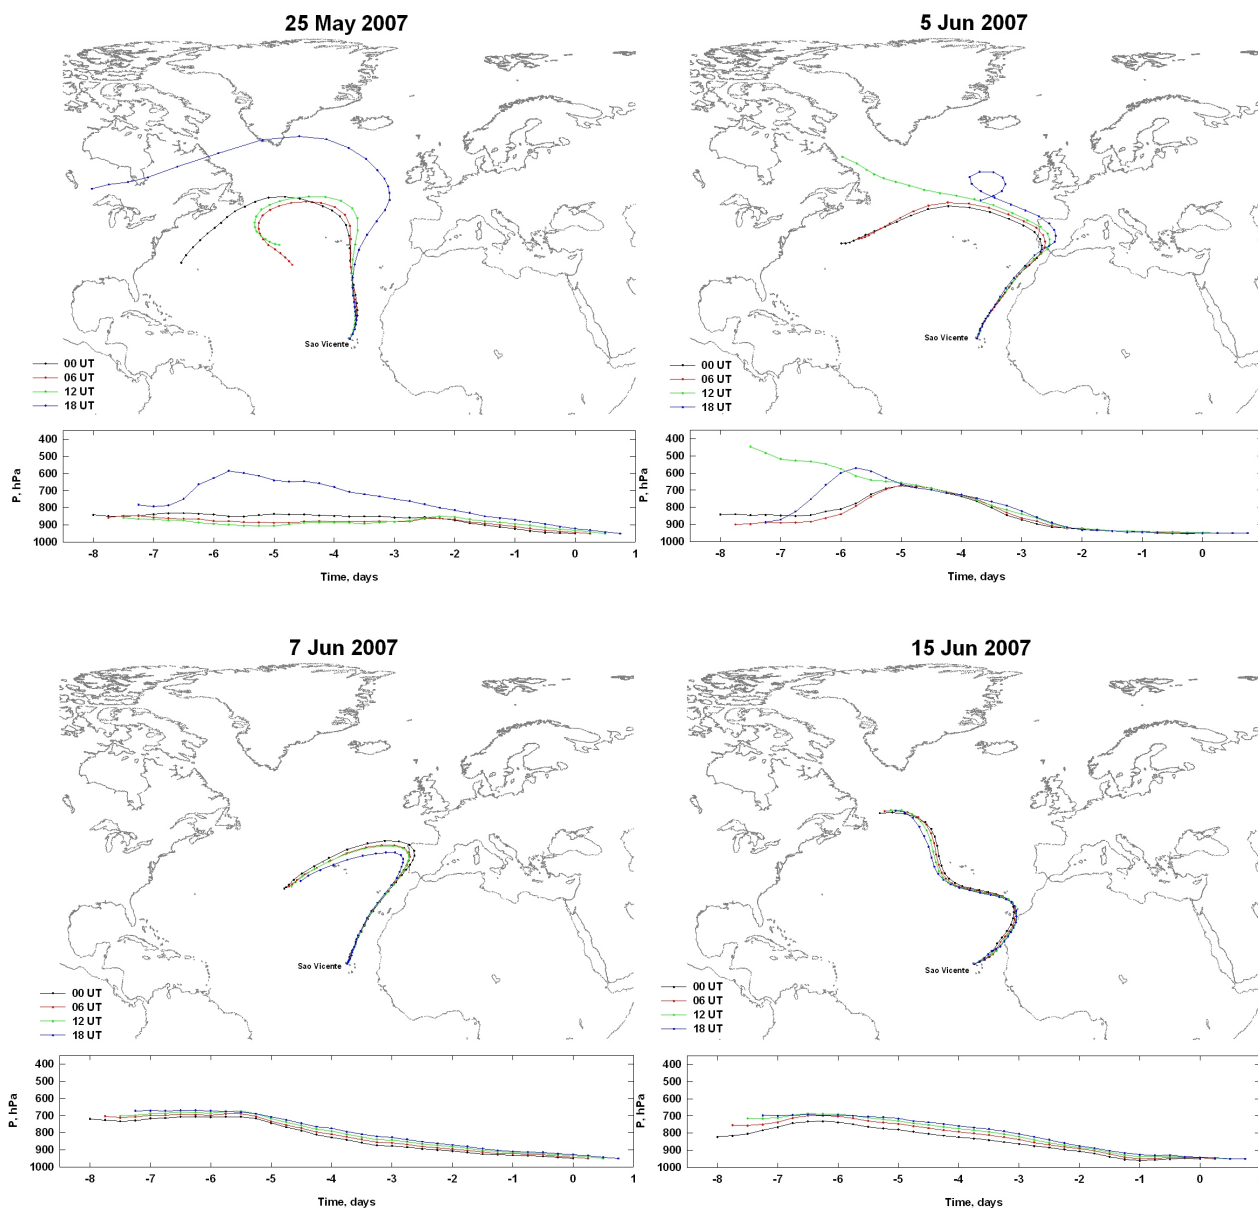 25 May 2007
Sao Vicente
00 UT
06 UT
12 UT
18 UT
P, hPa
400
500
600
700
800
900
1000
-8 -7 -6 -5 -4 -3 -2 -1 0 1
Time, days
5 Jun 2007
Sao Vicente
00 UT
06 UT
12 UT
18 UT
P, hPa
400
500
600
700
800
900
1000
-8 -7 -6 -5 -4 -3 -2 -1 0
Time, days
7 Jun 2007
Sao Vicente
00 UT
06 UT
12 UT
18 UT
P, hPa
400
500
600
700
800
900
1000
-8 -7 -6 -5 -4 -3 -2 -1 0 1
Time, days
15 Jun 2007
Sao Vicente
00 UT
06 UT
12 UT
18 UT
P, hPa
400
500
600
700
800
900
1000
-8 -7 -6 -5 -4 -3 -2 -1 0
Time, days